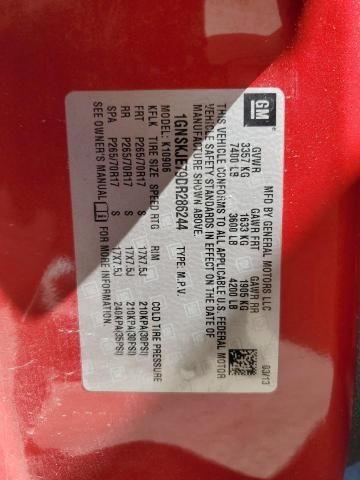 GM
MFD BY GENERAL MOTORS LLC
03/13
GVWR GAWR FRT GAWR RR
3357 KG 1633 KG 1905 KG
7400 LB 3600 LB 4200 LB
THIS VEHICLE CONFORMS TO ALL APPLICABLE U.S. FEDERAL MOTOR
VEHICLE SAFETY STANDARDS IN EFFECT ON THE DATE OF
MANUFACTURE SHOWN ABOVE.
1GNSKJE79DR286244 TYPE: M.P.V.
MODEL: K10906
KFLK TIRE SIZE SPEED RTG RIM COLD TIRE PRESSURE
FRT P265/70R17 S 17X7.5J 210KPA(30PSI)
RR P265/70R17 S 17X7.5J 210KPA(30PSI)
SPA P265/70R17 S 17X7.5J 240KPA(35PSI)
SEE OWNER'S MANUAL FOR MORE INFORMATION.